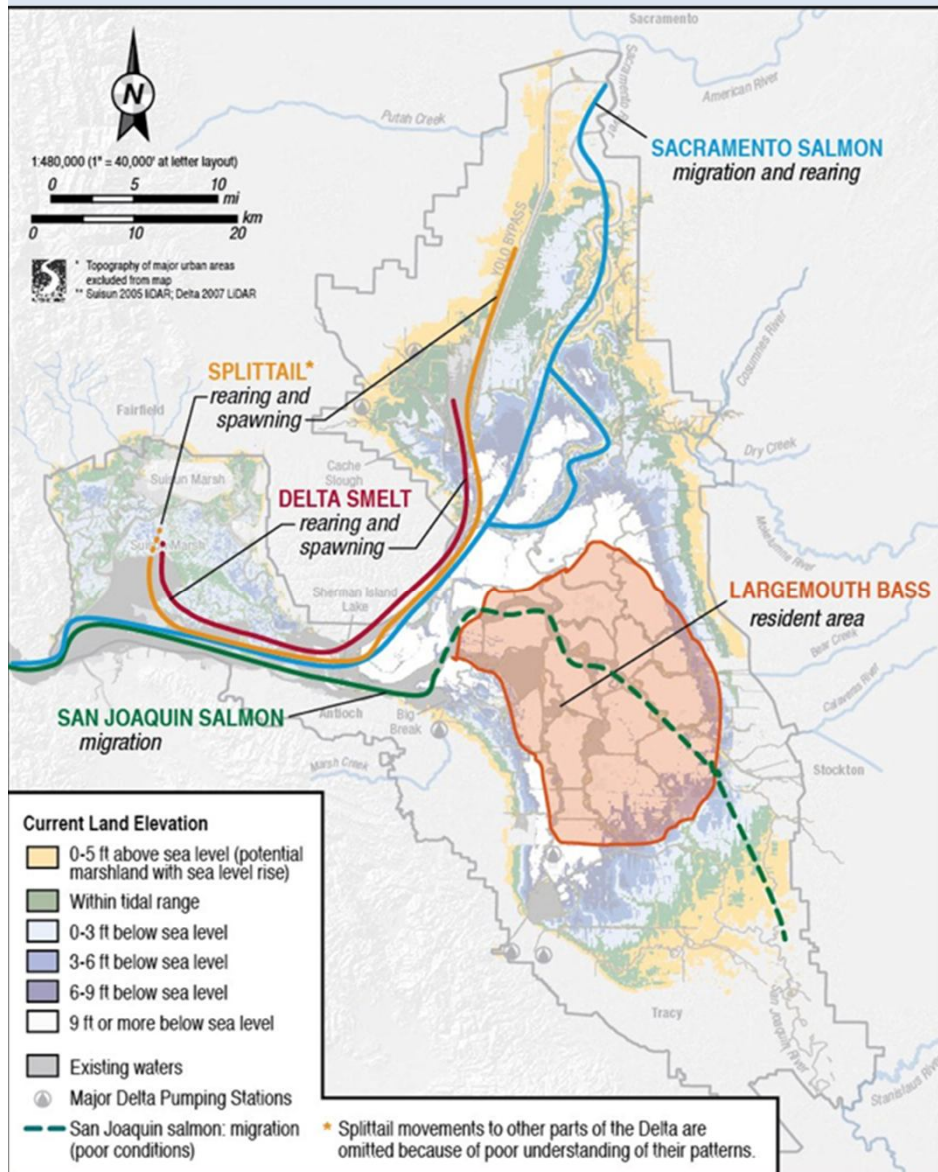 Sacramento
N
Sacramento River
American River
Putah Creek
1:480,000 (1" = 40,000' at letter layout)
0 5 10
mi
km
0 10 20
SACRAMENTO SALMON
migration and rearing
* Topography of major urban areas
excluded from map
** Suisun 2005 liDAR; Delta 2007 LiDAR
YOLO BYPASS
Cosumnes River
SPLITTAIL*
rearing and
spawning
Fairfield
Dry Creek
Cache
Slough
Suisun Marsh
DELTA SMELT
rearing and
spawning
Mokelumne River
Suisun Marsh
Sherman Island
Lake
LARGEMOUTH BASS
resident area
Bear Creek
Calaveras River
SAN JOAQUIN SALMON
migration
Antioch
Big
Break
Marsh Creek
Stockton
Current Land Elevation
0-5 ft above sea level (potential
marshland with sea level rise)
Within tidal range
0-3 ft below sea level
3-6 ft below sea level
6-9 ft below sea level
9 ft or more below sea level
Tracy
San Joaquin River
Existing waters
Major Delta Pumping Stations
Stanislaus River
San Joaquin salmon: migration
(poor conditions)
* Splittail movements to other parts of the Delta are
omitted because of poor understanding of their patterns.